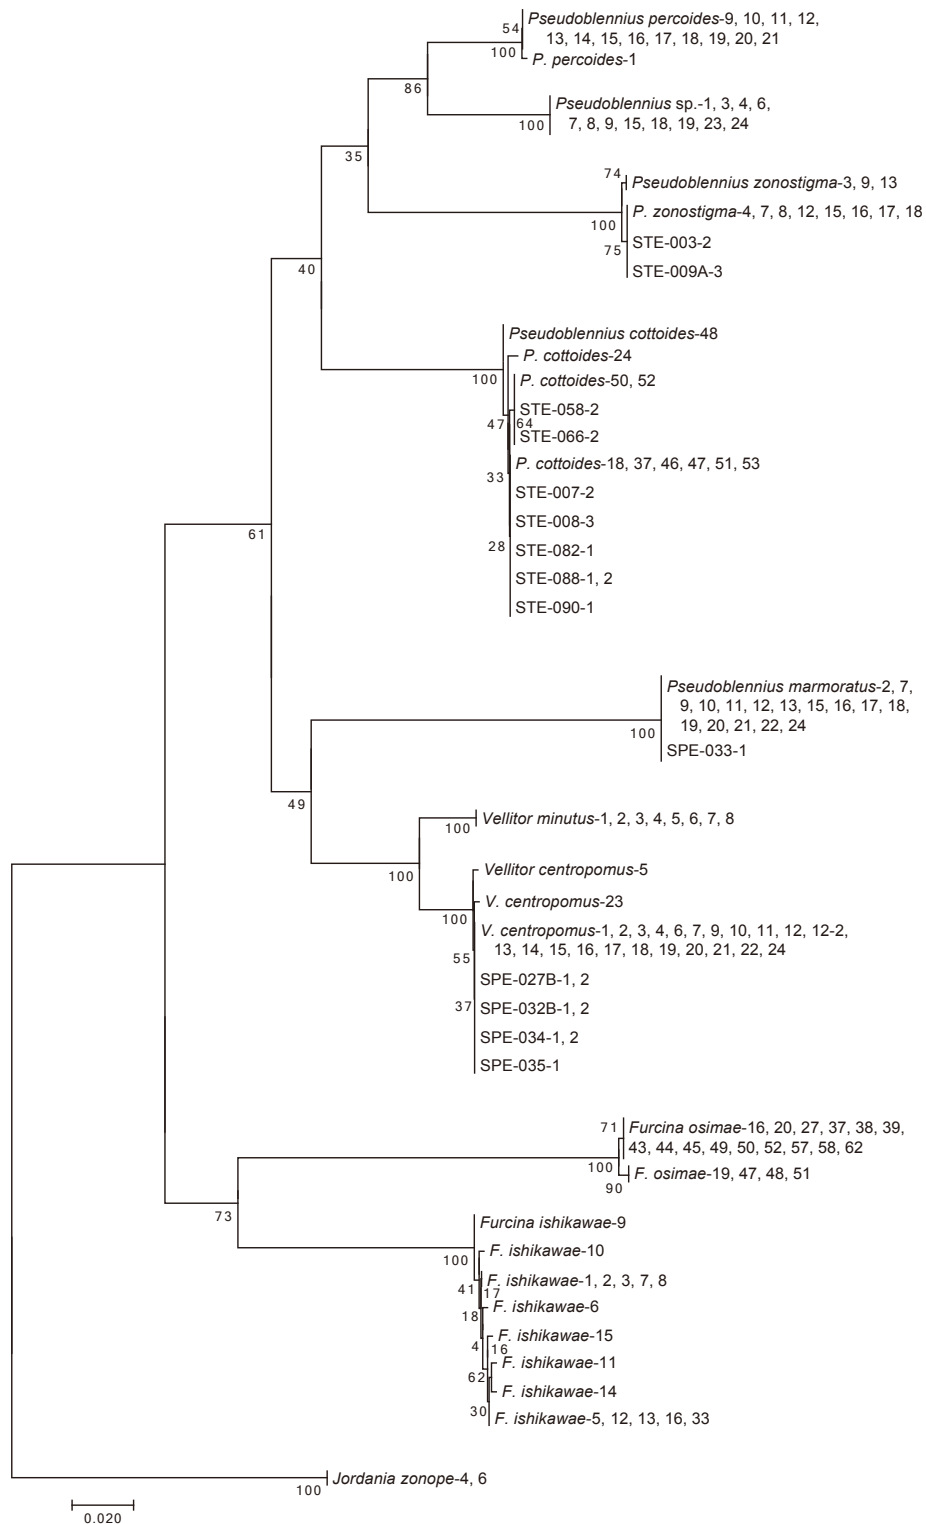 Pseudoblennius percoides-9, 10, 11, 12,
54
13, 14, 15, 16, 17, 18, 19, 20, 21
100
P. percoides-1
86
Pseudoblennius sp.-1, 3, 4, 6,
100
7, 8, 9, 15, 18, 19, 23, 24
35
74
Pseudoblennius zonostigma-3, 9, 13
P. zonostigma-4, 7, 8, 12, 15, 16, 17, 18
100
STE-003-2
75
40
STE-009A-3
Pseudoblennius cottoides-48
P. cottoides-24
100
P. cottoides-50, 52
STE-058-2
47
64
STE-066-2
P. cottoides-18, 37, 46, 47, 51, 53
33
STE-007-2
STE-008-3
61
28
STE-082-1
STE-088-1, 2
STE-090-1
Pseudoblennius marmoratus-2, 7,
9, 10, 11, 12, 13, 15, 16, 17, 18,
19, 20, 21, 22, 24
100
SPE-033-1
49
Vellitor minutus-1, 2, 3, 4, 5, 6, 7, 8
100
Vellitor centropomus-5
100
V. centropomus-23
100
V. centropomus-1, 2, 3, 4, 6, 7, 9, 10, 11, 12, 12-2,
13, 14, 15, 16, 17, 18, 19, 20, 21, 22, 24
55
SPE-027B-1, 2
37
SPE-032B-1, 2
SPE-034-1, 2
SPE-035-1
71
Furcina osimae-16, 20, 27, 37, 38, 39,
43, 44, 45, 49, 50, 52, 57, 58, 62
100
F. osimae-19, 47, 48, 51
90
73
Furcina ishikawae-9
100
F. ishikawae-10
F. ishikawae-1, 2, 3, 7, 8
41
17
F. ishikawae-6
18
F. ishikawae-15
4
16
F. ishikawae-11
62
F. ishikawae-14
30
F. ishikawae-5, 12, 13, 16, 33
Jordania zonope-4, 6
100
0.020